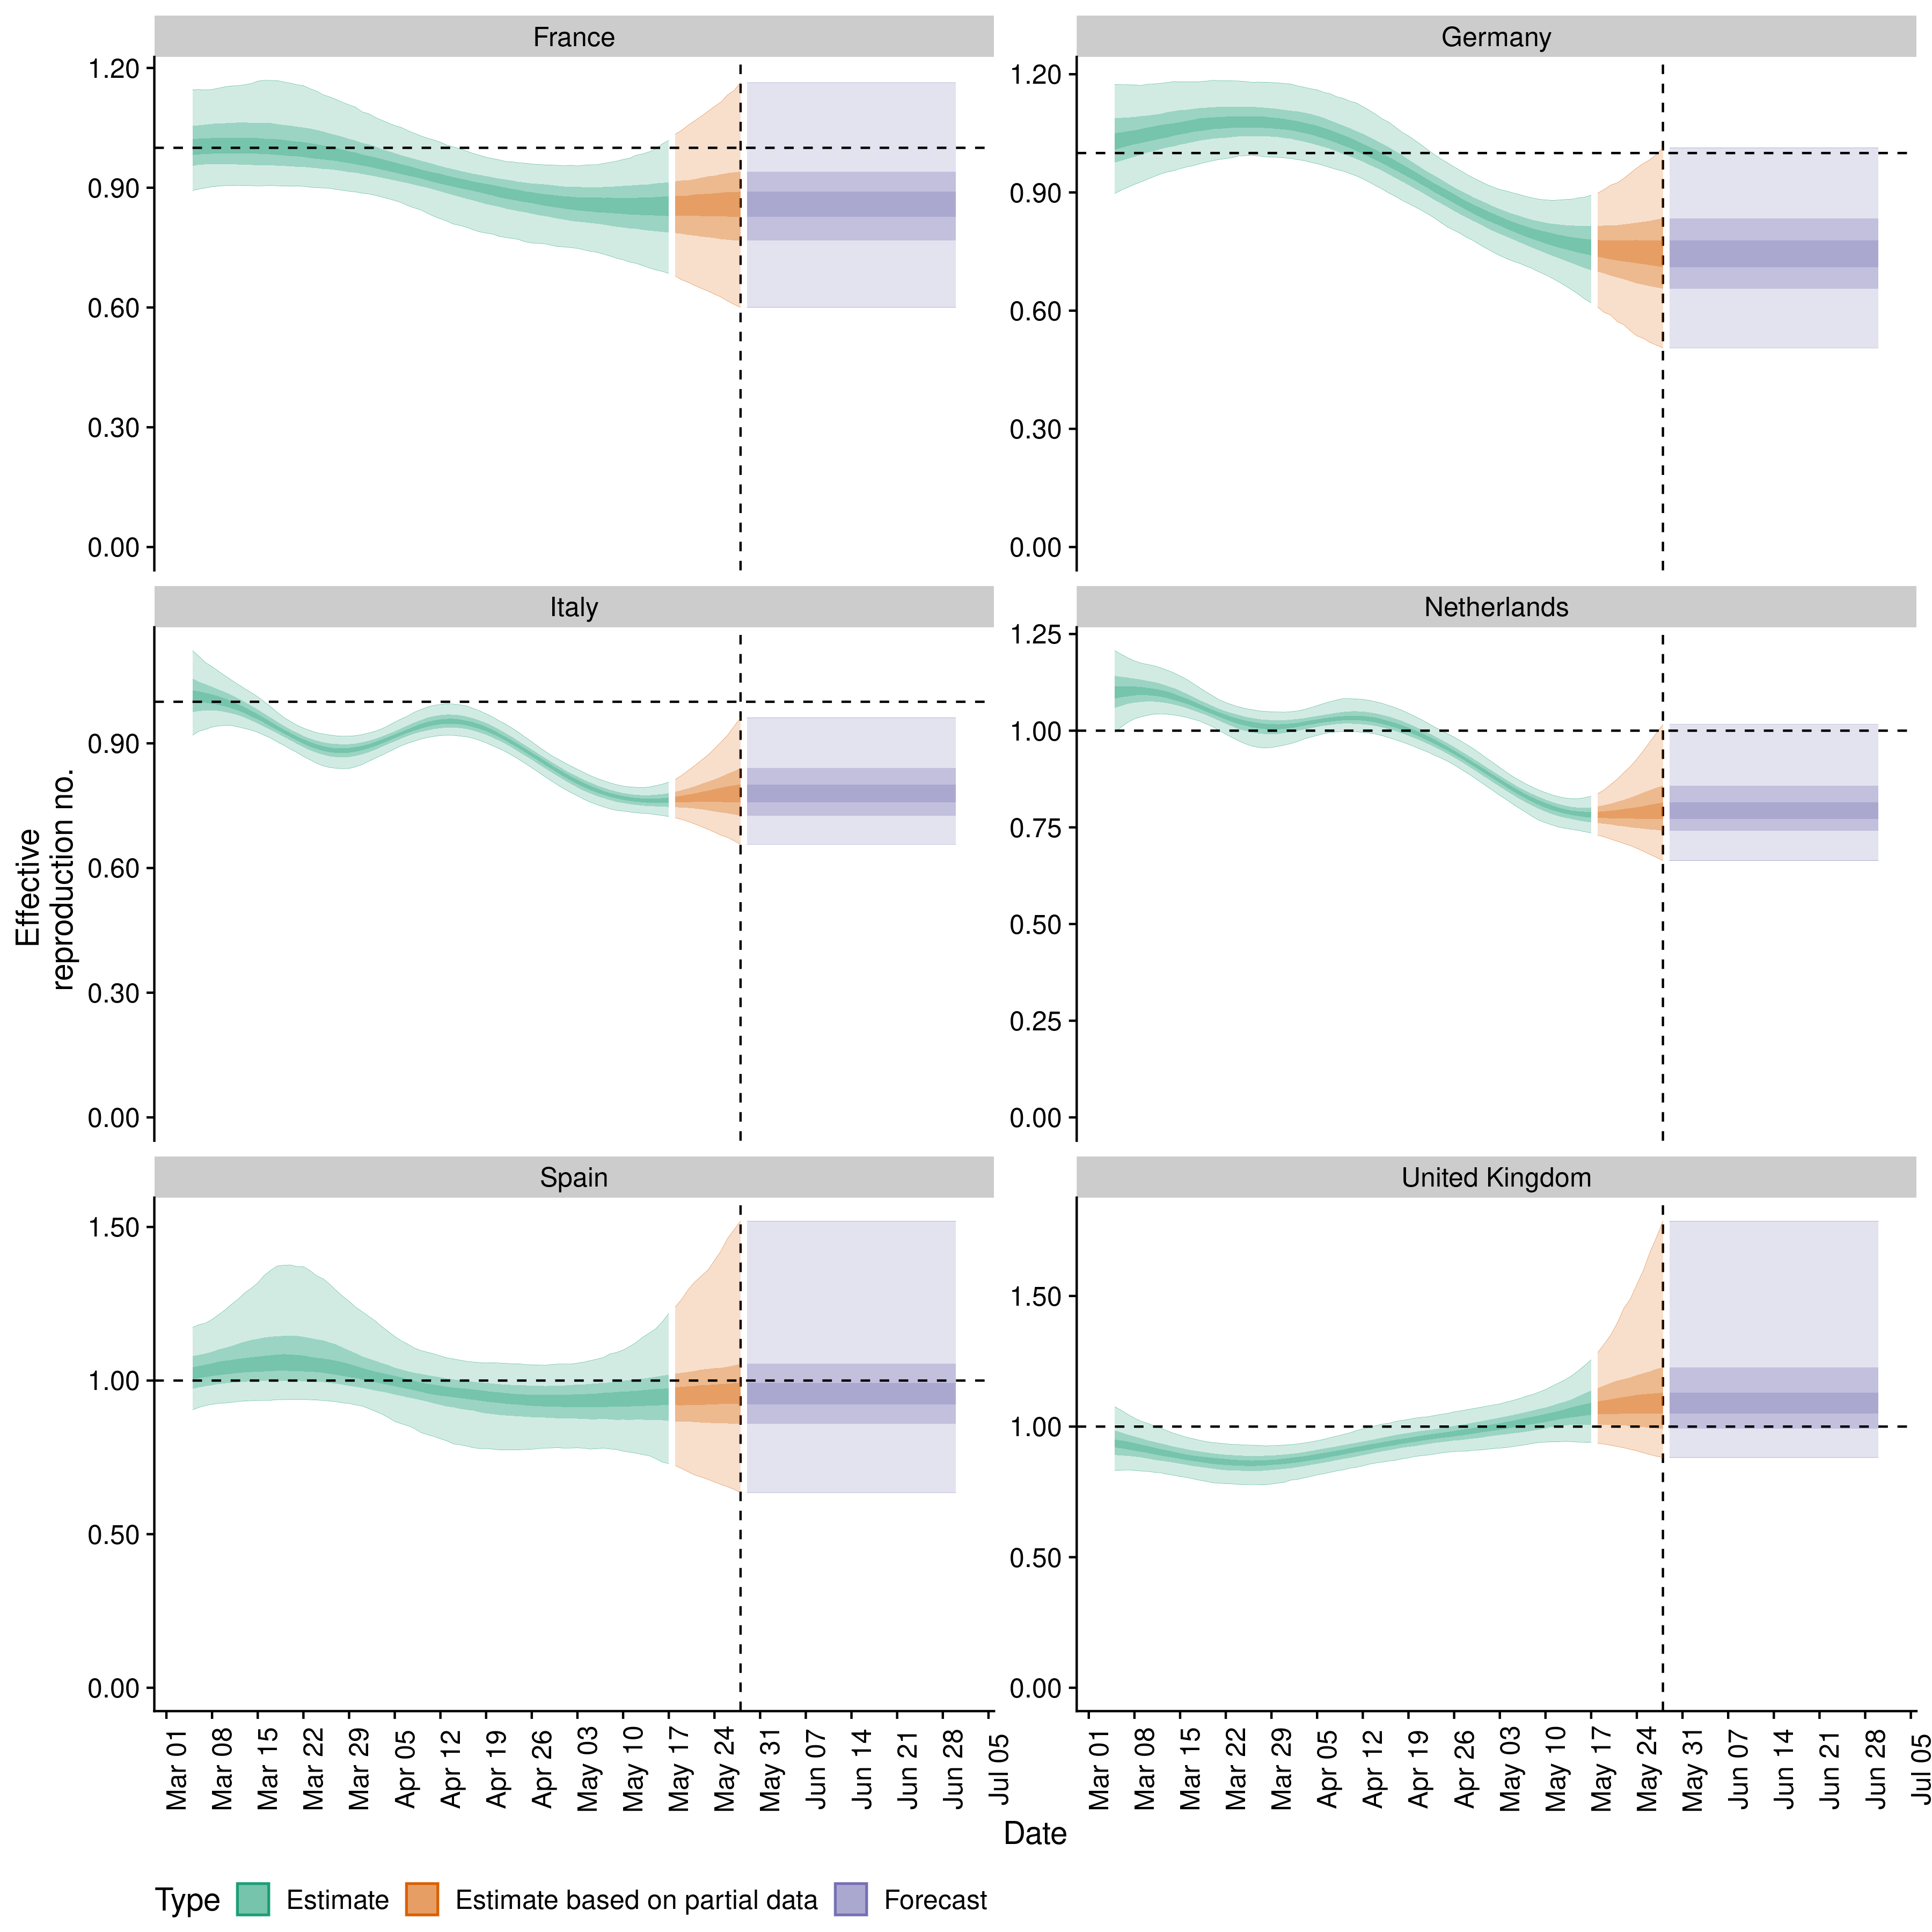 France
Germany
1.20
0.90
0.60
0.30
0.00
1.20
0.90
0.60
0.30
0.00
Italy
Netherlands
0.90
0.60
0.30
0.00
1.25
1.00
0.75
0.50
0.25
0.00
Effective
reproduction no.
Spain
United Kingdom
1.50
1.00
0.50
0.00
1.50
1.00
0.50
0.00
Mar 01
Mar 08
Mar 15
Mar 22
Mar 29
Apr 05
Apr 12
Apr 19
Apr 26
May 03
May 10
May 17
May 24
May 31
Jun 07
Jun 14
Jun 21
Jun 28
Jul 05
Mar 01
Mar 08
Mar 15
Mar 22
Mar 29
Apr 05
Apr 12
Apr 19
Apr 26
May 03
May 10
May 17
May 24
May 31
Jun 07
Jun 14
Jun 21
Jun 28
Jul 05
Date
Type Estimate Estimate based on partial data Forecast